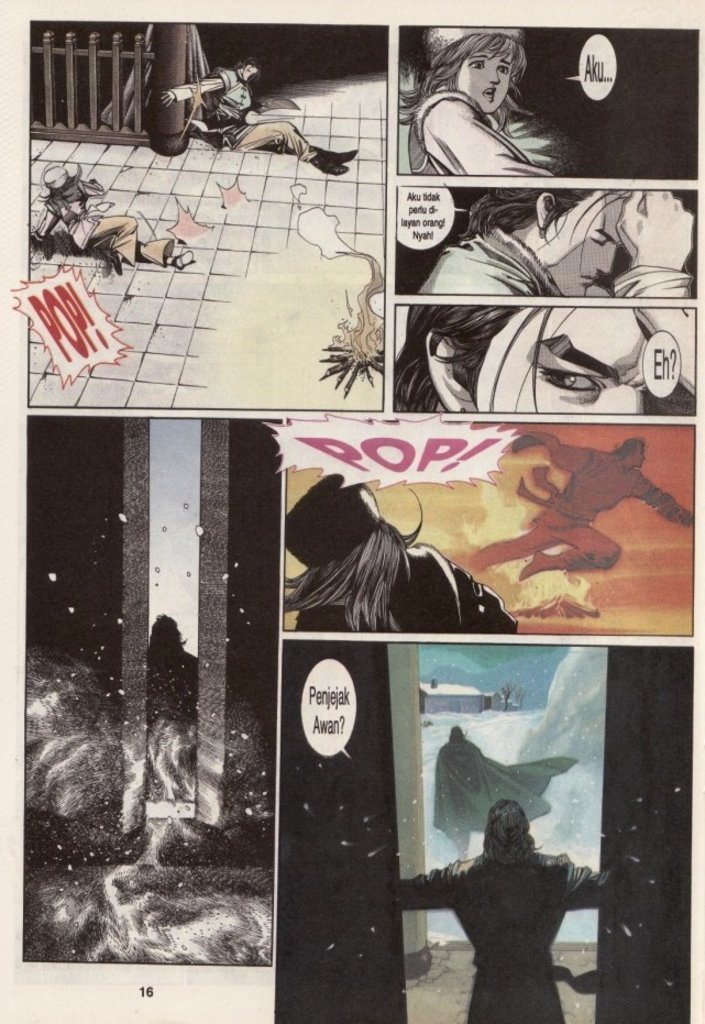 POP!
Aku...
Aku tidak
perlu di-
layan orang!
Nyah!
Eh?
POP!
Penjejak
Awan?
16